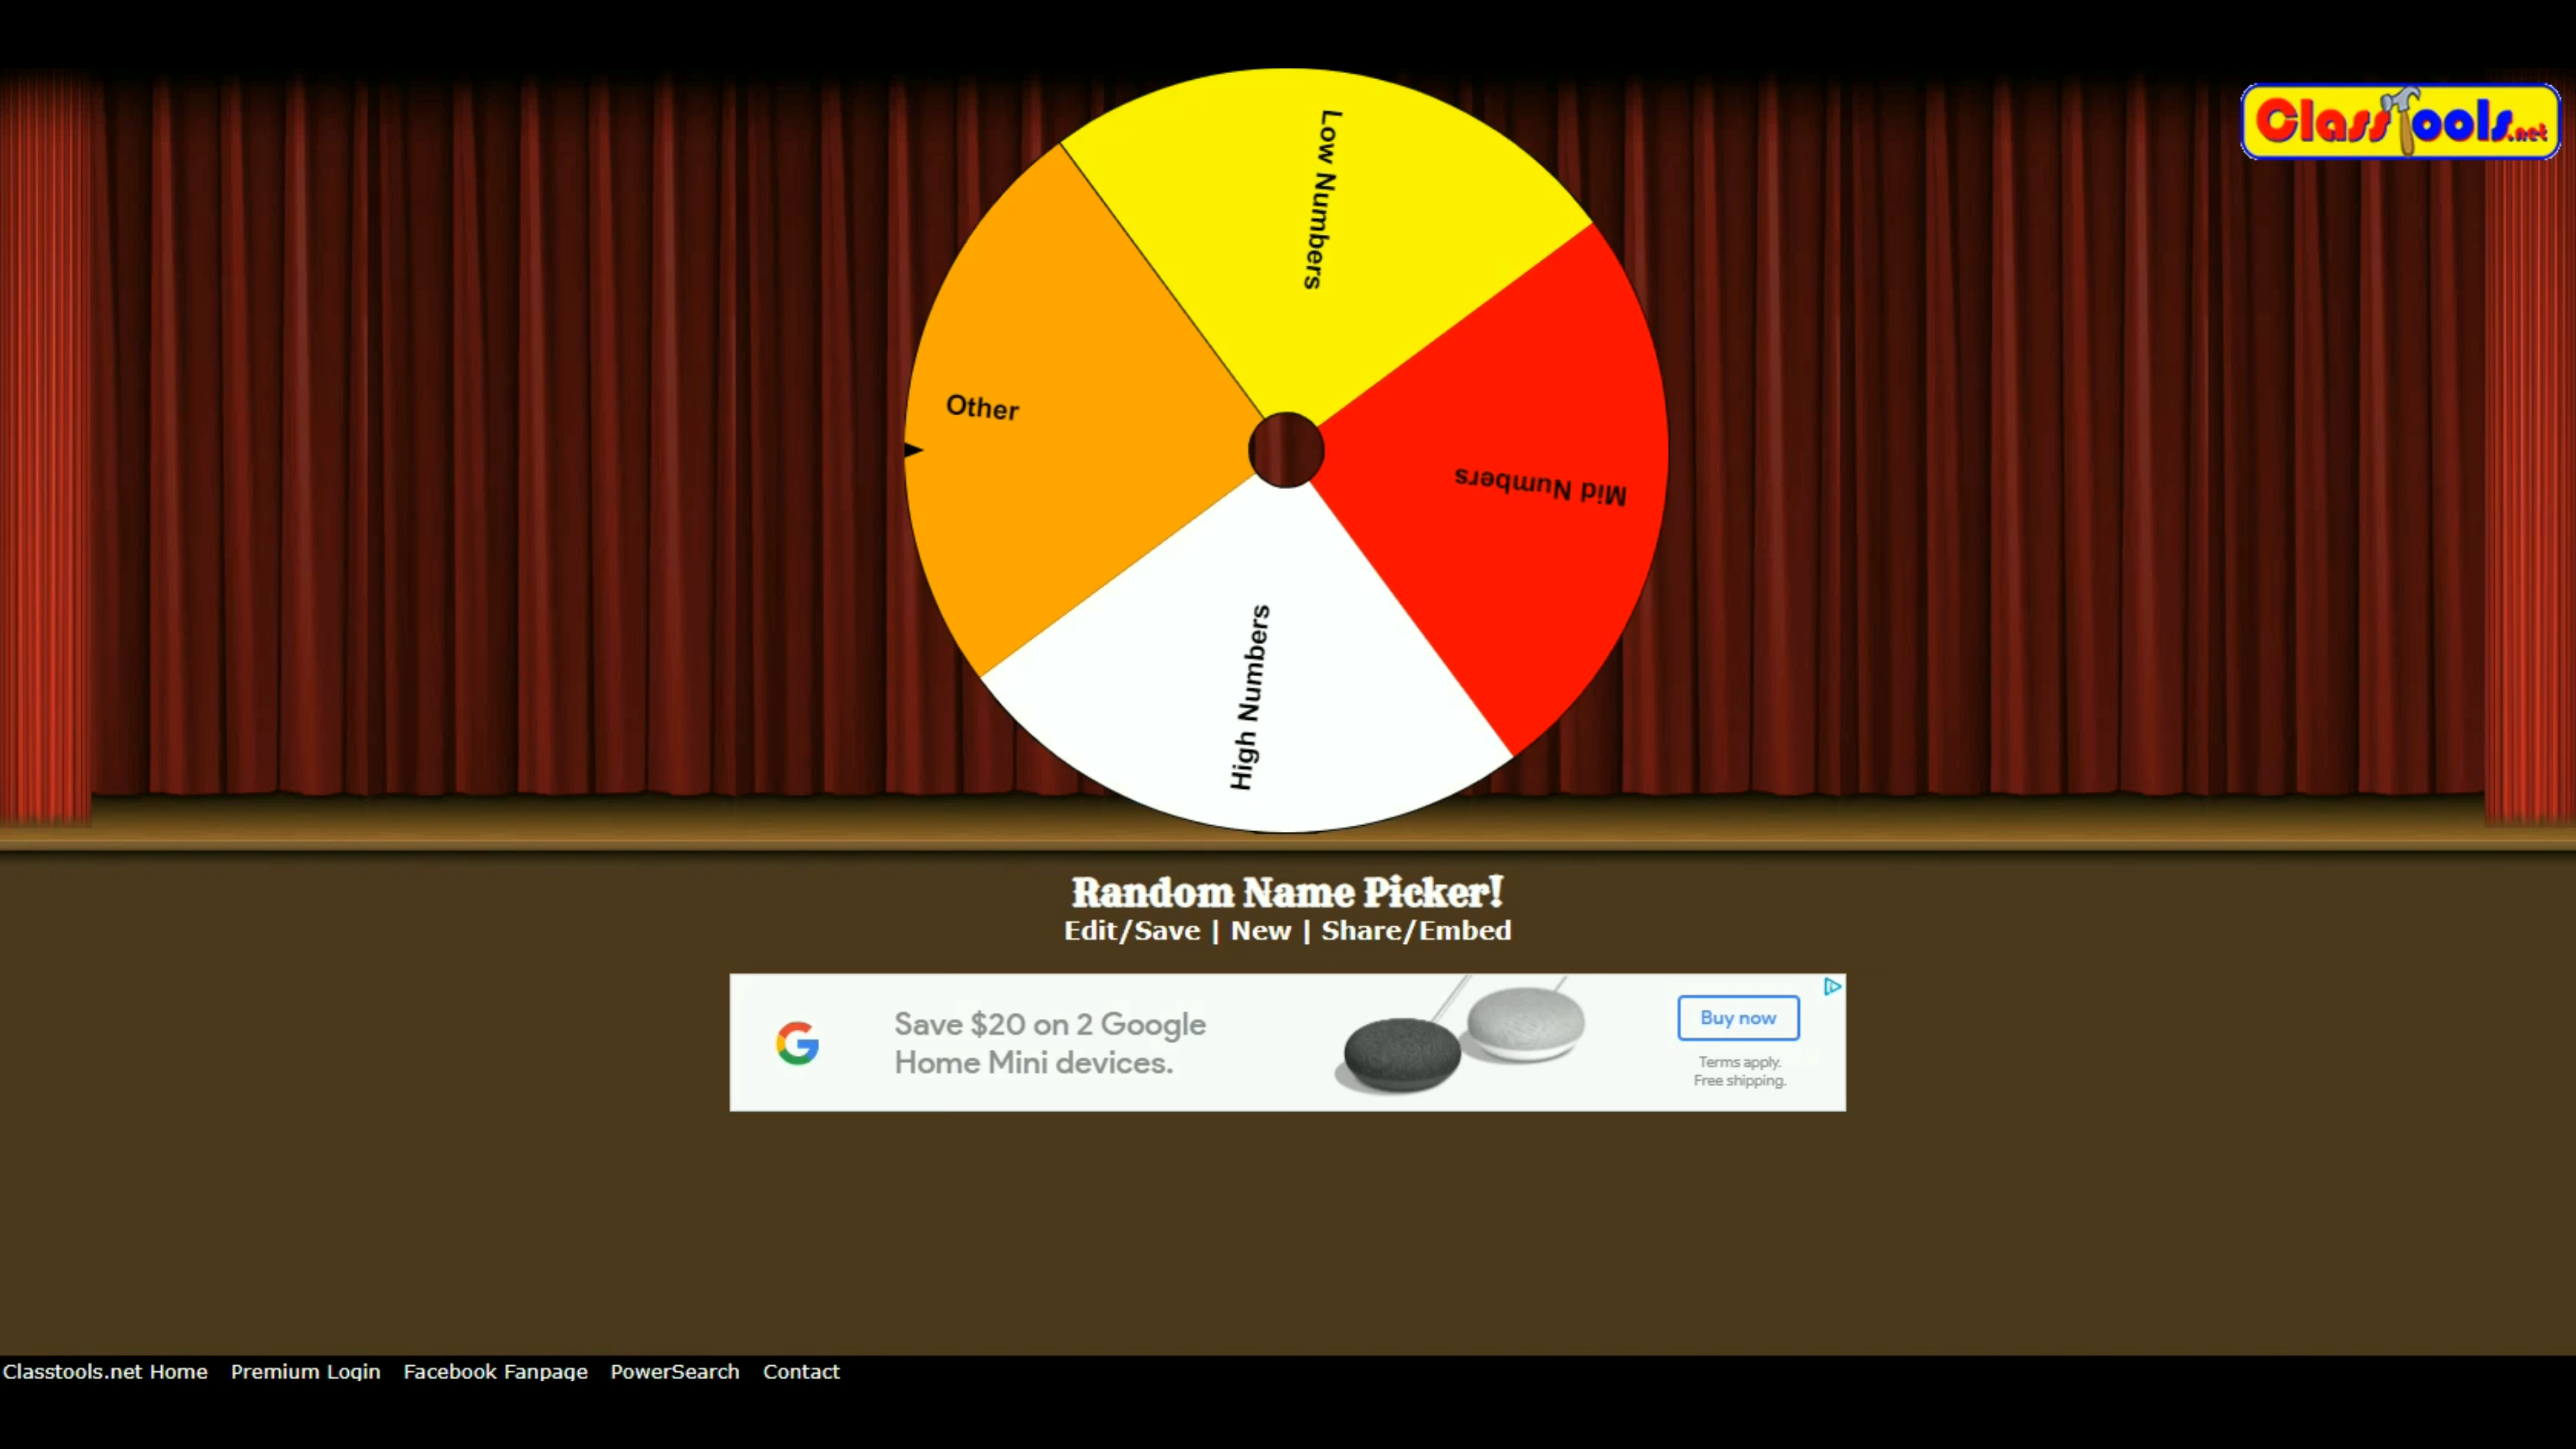 ClassTools.net
Low Numbers
Other
Mid Numbers
High Numbers
Random Name Picker!
Edit/Save | New | Share/Embed
Save $20 on 2 Google
Home Mini devices.
Buy now
Terms apply.
Free shipping.
Classtools.net Home Premium Login Facebook Fanpage PowerSearch Contact